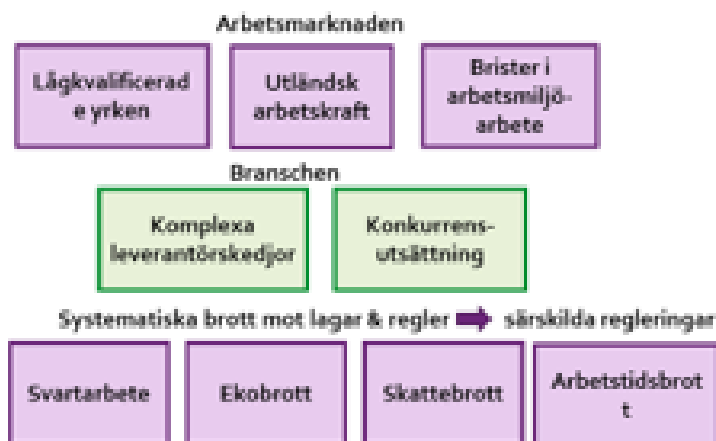 Arbetsmarknaden
Lågkvalificerad
e yrken
Utländsk
arbetskraft
Brister i
arbetsmiljö-
arbete
Branschen
Komplexa
leverantörskedjor
Konkurrens-
utsättning
Systematiska brott mot lagar & regler ➡ särskilda regleringar
Svartarbete
Ekobrott
Skattebrott
Arbetstidsbrot
t